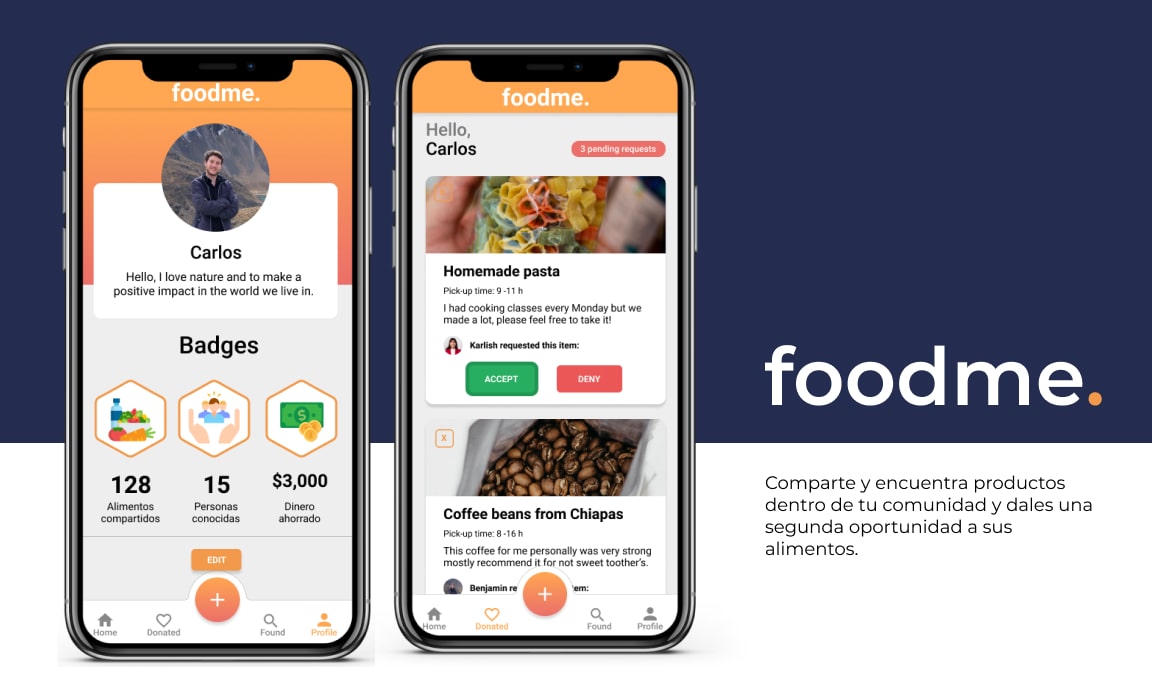 foodme.
Carlos
Hello, I love nature and to make a
positive impact in the world we live in.
Badges
128
Alimentos
compartidos
15
Personas
conocidas
$3,000
Dinero
ahorrado
EDIT
+
Home
Donated
Found
Profile
foodme.
Hello,
Carlos
3 pending requests
Homemade pasta
Pick-up time: 9 -11 h
I had cooking classes every Monday but we
made a lot, please feel free to take it!
Karlish requested this item:
ACCEPT
DENY
X
Coffee beans from Chiapas
Pick-up time: 8 -16 h
This coffee for me personally was very strong
mostly recommend it for not sweet toother's.
Benjamin re
em:
+
Home
Donated
Found
Profile
foodme.
Comparte y encuentra productos
dentro de tu comunidad y dales una
segunda oportunidad a sus
alimentos.